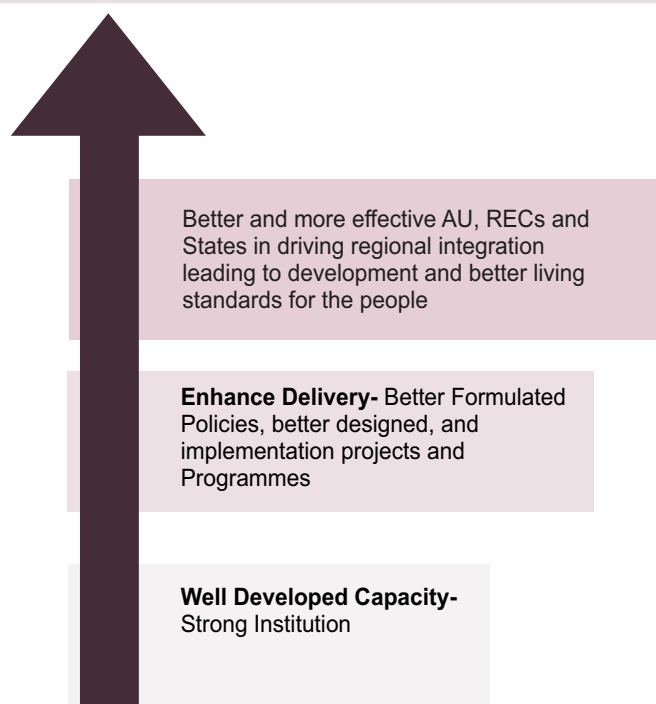 Better and more effective AU, RECs and
States in driving regional integration
leading to development and better living
standards for the people
Enhance Delivery- Better Formulated
Policies, better designed, and
implementation projects and
Programmes
Well Developed Capacity-
Strong Institution